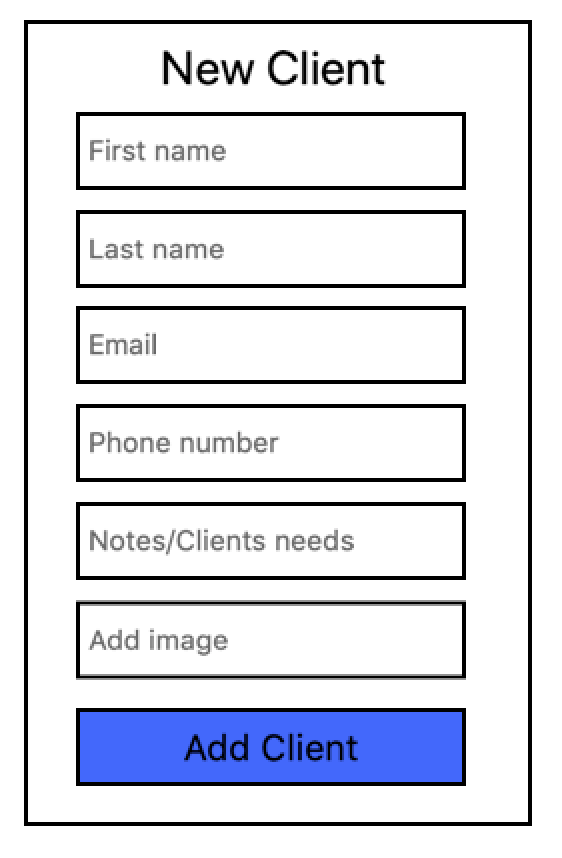 New Client
First name
Last name
Email
Phone number
Notes/Clients needs
Add image
Add Client